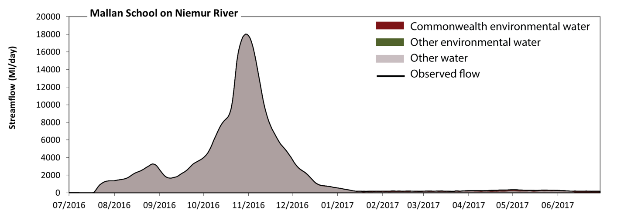 Mallan School on Niemur River
Streamflow (Ml/day)
20000
18000
16000
14000
12000
10000
8000
6000
4000
2000
0
07/2016 08/2016 09/2016 10/2016 11/2016 12/2016 01/2017 02/2017 03/2017 04/2017 05/2017 06/2017
Commonwealth environmental water
Other environmental water
Other water
Observed flow